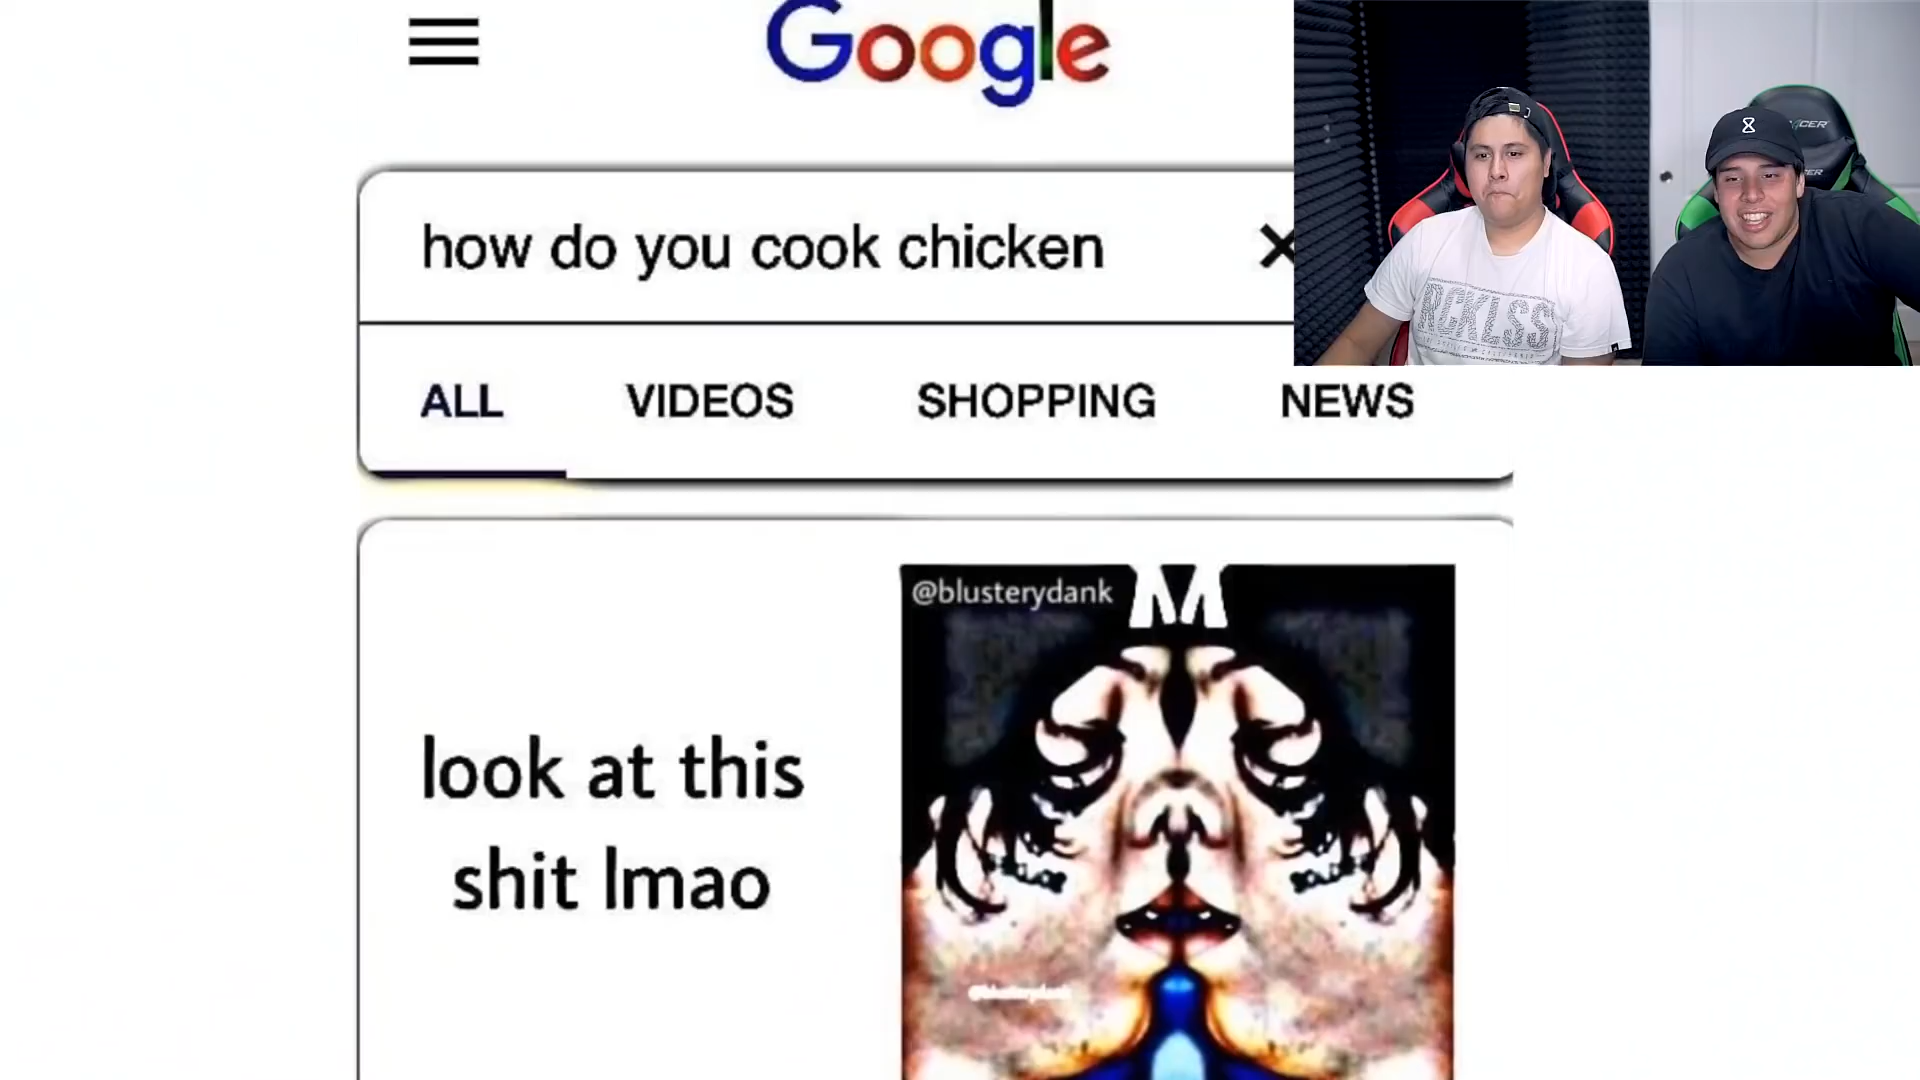 Google
how do you cook chicken
ALL VIDEOS SHOPPING NEWS
@blusterydank
look at this
shit lmao
RCKLSS